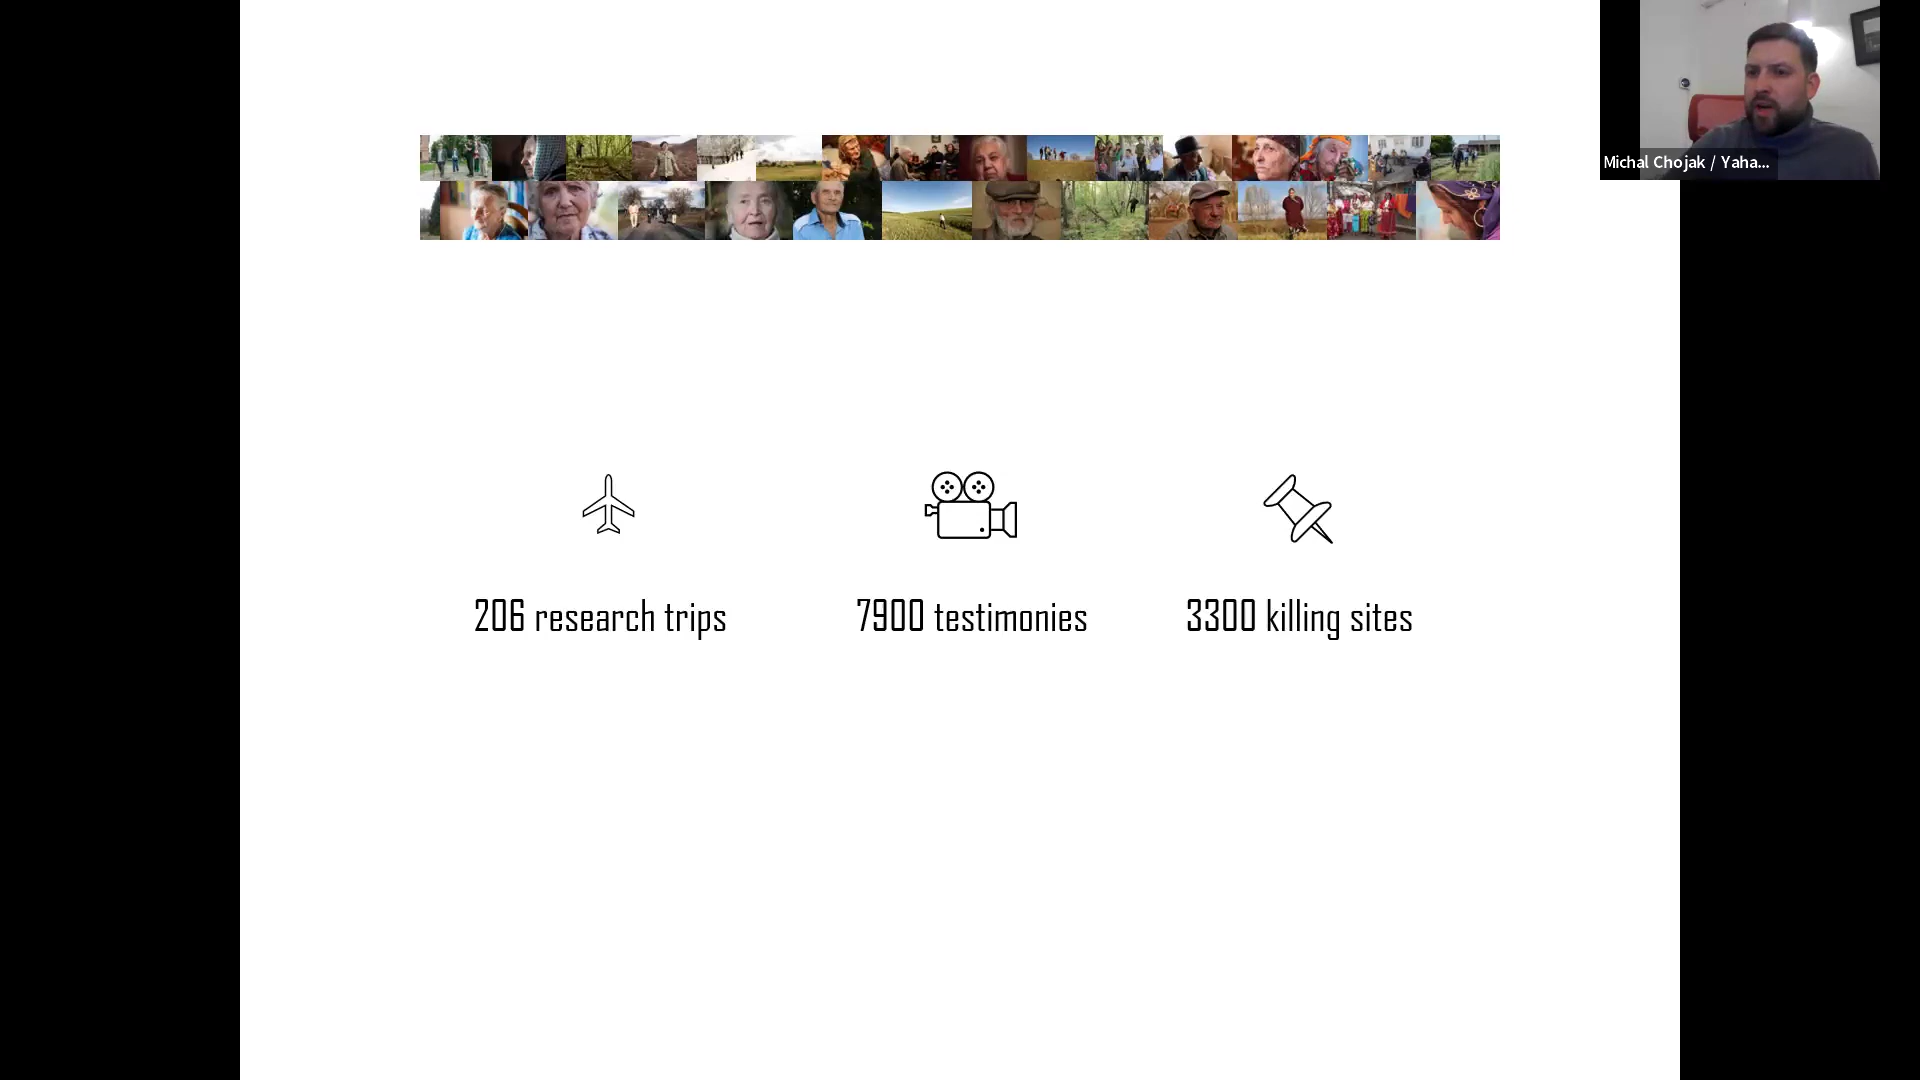 Michal Chojak / Yaha...
206 research trips
7900 testimonies
3300 killing sites